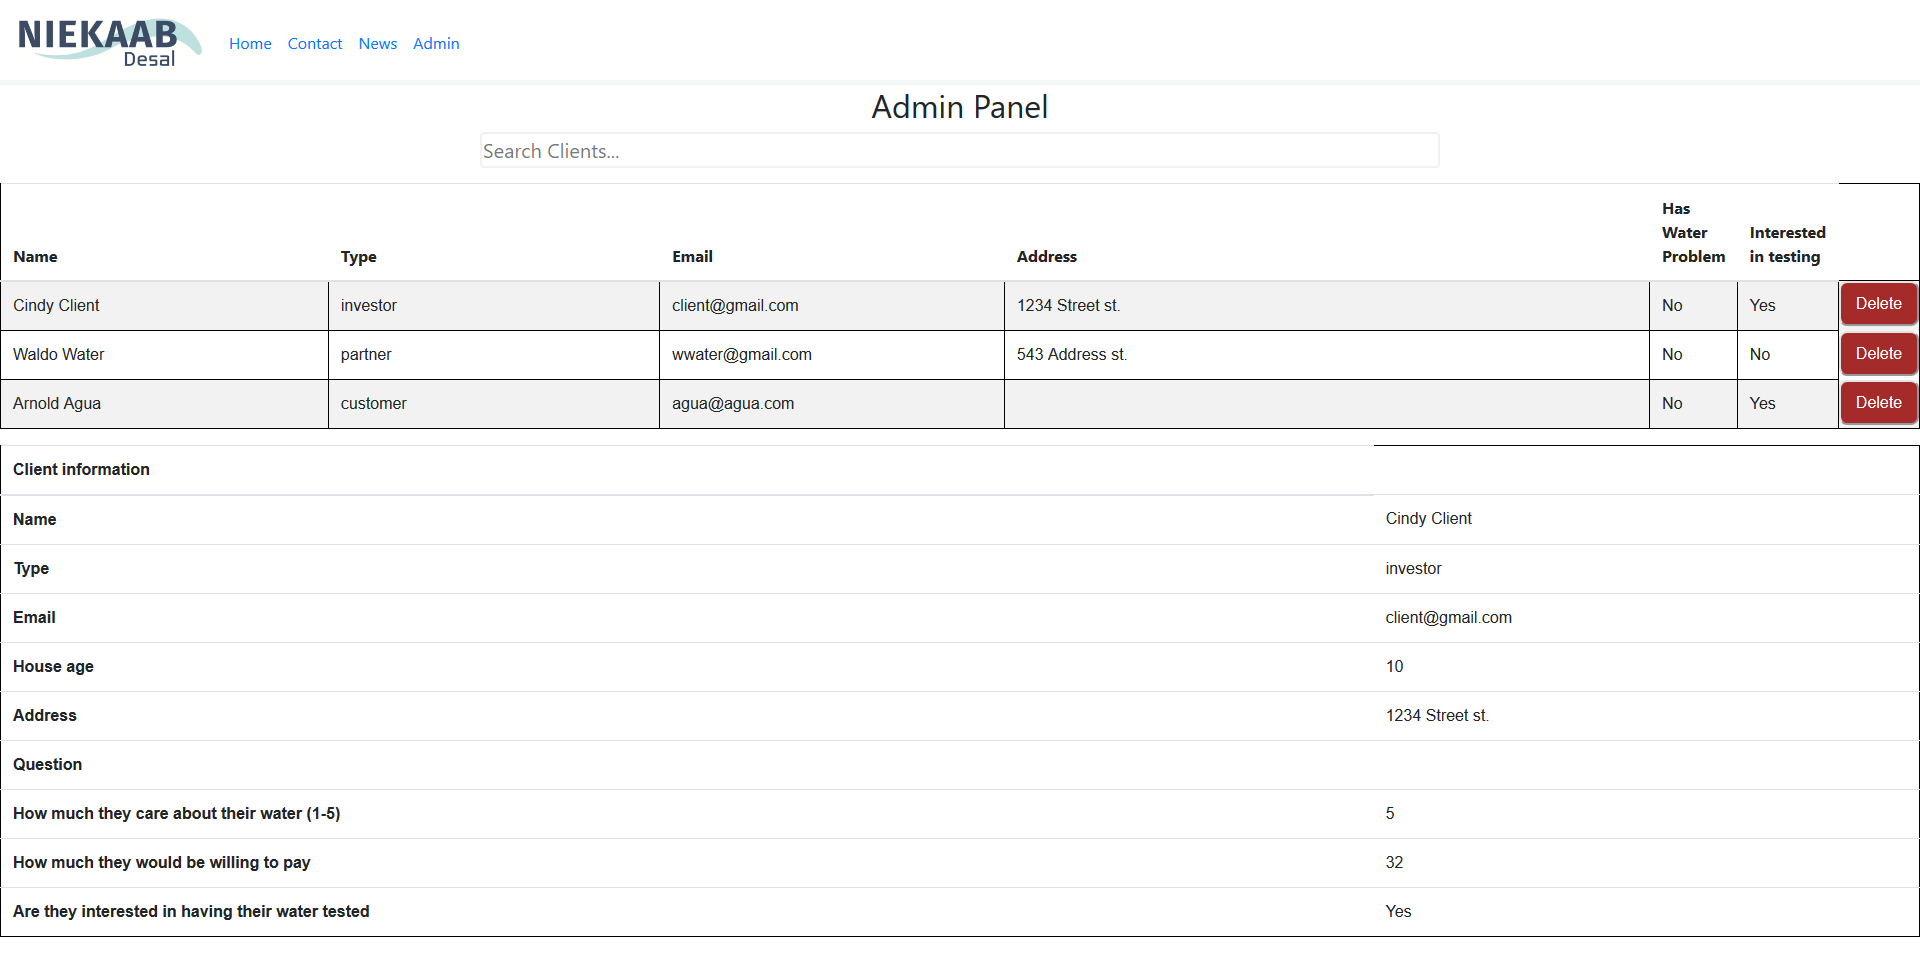 NIEKAAB
Desal
Home Contact News Admin
Admin Panel
Search Clients...
Name Type Email Address Has Water Problem Interested in testing
Cindy Client investor client@gmail.com 1234 Street st. No Yes Delete
Waldo Water partner wwater@gmail.com 543 Address st. No No Delete
Arnold Agua customer agua@agua.com No Yes Delete
Client information
Name Cindy Client
Type investor
Email client@gmail.com
House age 10
Address 1234 Street st.
Question
How much they care about their water (1-5) 5
How much they would be willing to pay 32
Are they interested in having their water tested Yes